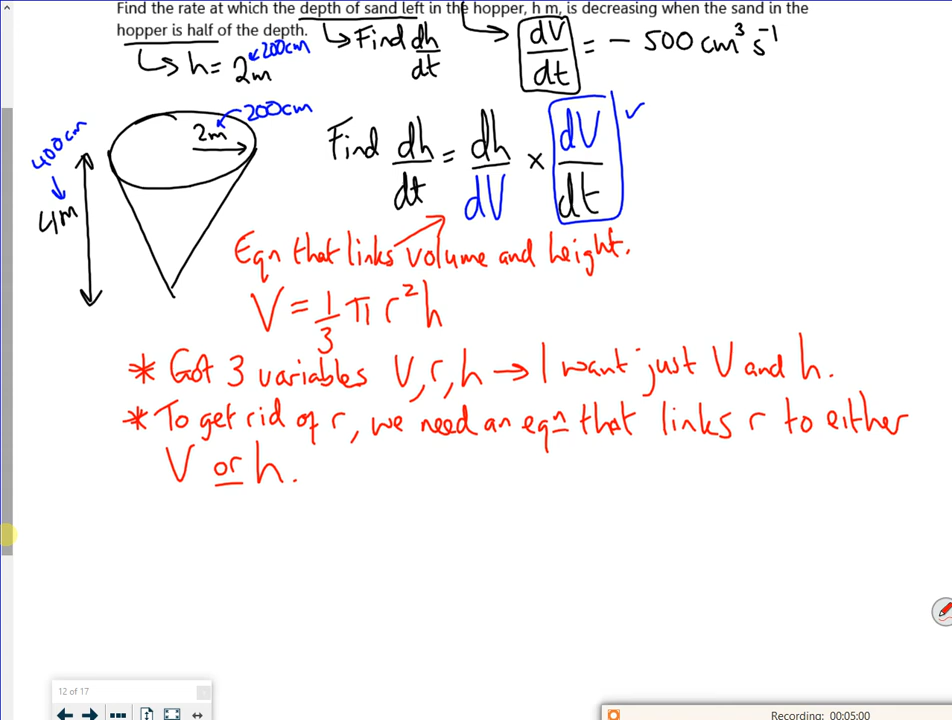 Find the rate at which the depth of sand left in the hopper, h m, is decreasing when the sand in the
hopper is half of the depth.
↳ Find dh/dt
dV/dt = - 500 cm³ s⁻¹
↳ h = 2m
200cm
2m
200cm
400cm
4m
Find dh/dt = dh/dV × dV/dt ✓
Eqn that links volume and height.
V = 1/3 π r² h
* Got 3 variables V, r, h → I want just V and h.
* To get rid of r, we need an eqn that links r to either
V or h.
12 of 17
Recording: 00:05:00